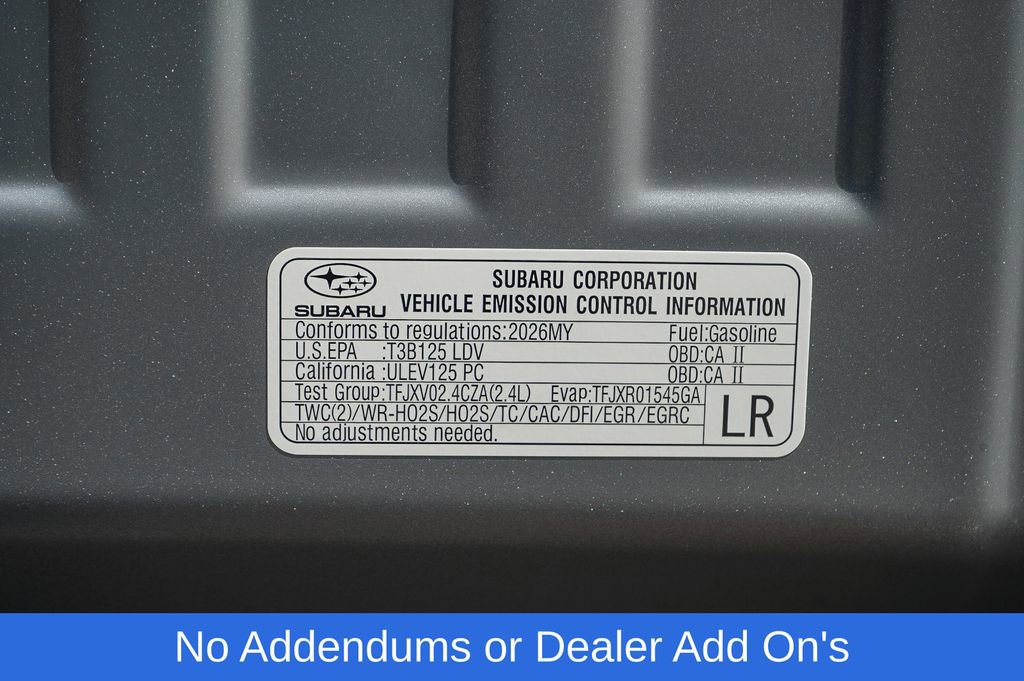 SUBARU
SUBARU CORPORATION
VEHICLE EMISSION CONTROL INFORMATION
Conforms to regulations:2026MY Fuel:Gasoline
U.S.EPA :T3B125 LDV OBD:CA II
California :ULEV125 PC OBD:CA II
Test Group:TFJXV02.4CZA(2.4L) Evap:TFJXR01545GA
TWC(2)/WR-HO2S/HO2S/TC/CAC/DFI/EGR/EGRC
LR
No adjustments needed.
No Addendums or Dealer Add On's